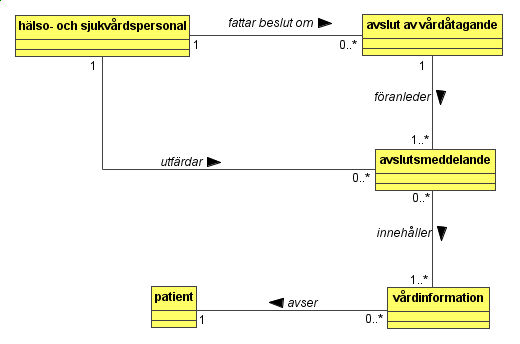 hälso- och sjukvårdspersonal
fattar beslut om
avslut av vårdåtagande
1
0..*
1
1
föranleder
1..*
utfärdar
avslutsmeddelande
0..*
0..*
innehåller
1..*
patient
avser
vårdinformation
1
0..*